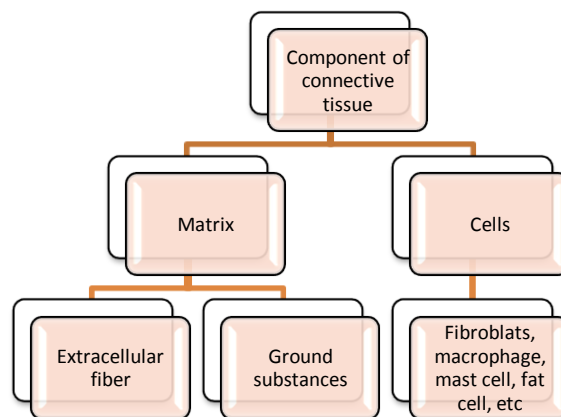 Component of
connective
tissue
Matrix
Cells
Extracellular
fiber
Ground
substances
Fibroblats,
macrophage,
mast cell, fat
cell, etc